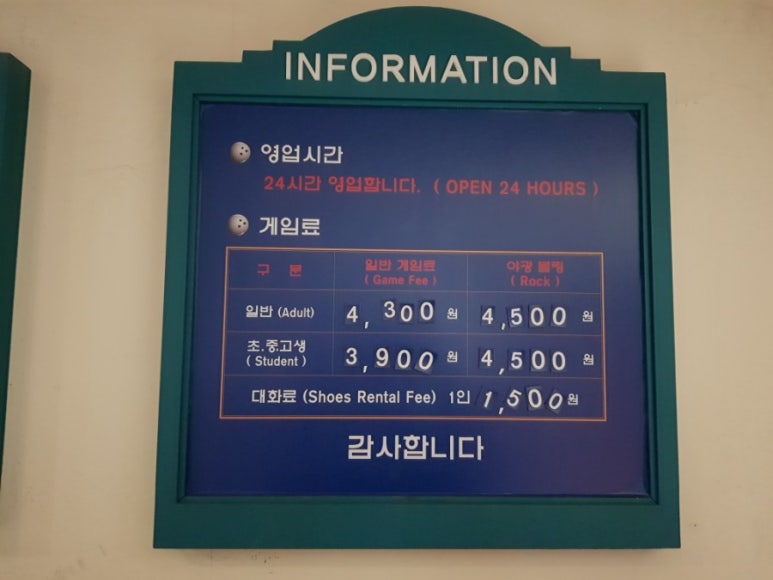 INFORMATION
영업시간
24시간 영업합니다. ( OPEN 24 HOURS )
게임료
구 분 일반 게임료 야광 볼링
( Game Fee ) ( Rock )
일반 (Adult) 4,300 원 4,500 원
초.중.고생
( Student ) 3,900 원 4,500 원
대화료 (Shoes Rental Fee) 1인 1,500 원
감사합니다